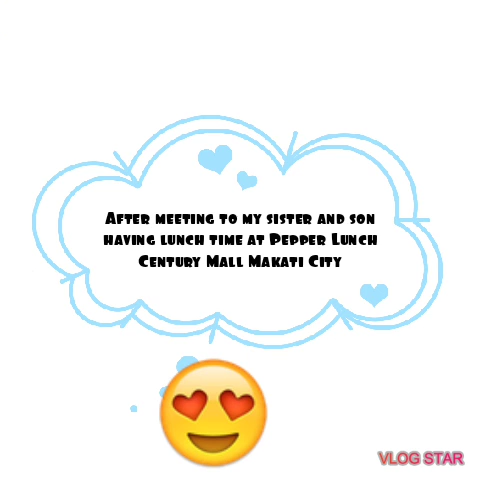 After meeting to my sister and son
having lunch time at Pepper Lunch
Century Mall Makati City
VLOG STAR